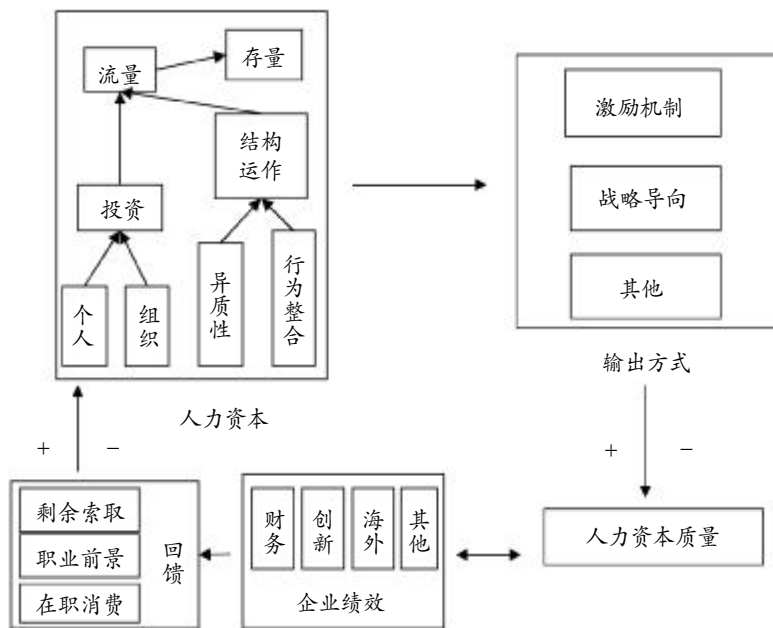 流量
存量
结构
运作
投资
个人
组织
异质性
行为整合
人力资本
激励机制
战略导向
其他
输出方式
+ −
+ −
剩余索取
职业前景
在职消费
回馈
财务
创新
海外
其他
企业绩效
人力资本质量